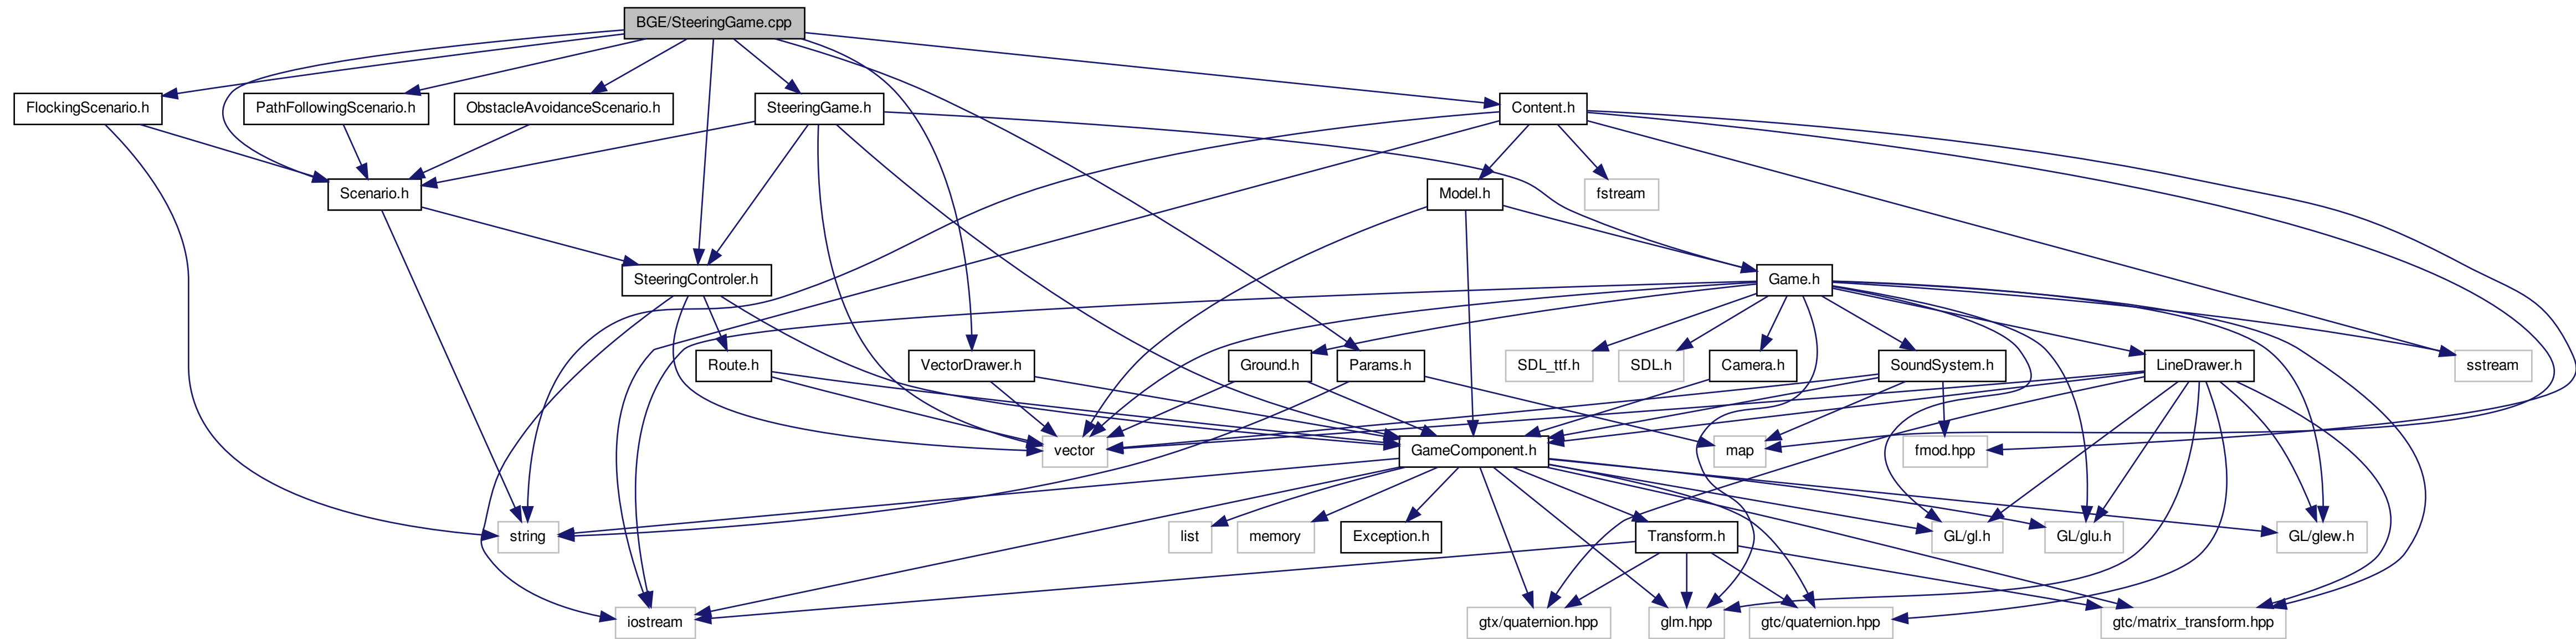 BGE/SteeringGame.cpp
FlockingScenario.h
PathFollowingScenario.h
ObstacleAvoidanceScenario.h
SteeringGame.h
Content.h
Scenario.h
Model.h
fstream
SteeringControler.h
Game.h
Route.h
VectorDrawer.h
Ground.h
Params.h
SDL_ttf.h
SDL.h
Camera.h
SoundSystem.h
LineDrawer.h
sstream
vector
GameComponent.h
map
fmod.hpp
string
list
memory
Exception.h
Transform.h
GL/gl.h
GL/glu.h
GL/glew.h
iostream
gtx/quaternion.hpp
glm.hpp
gtc/quaternion.hpp
gtc/matrix_transform.hpp